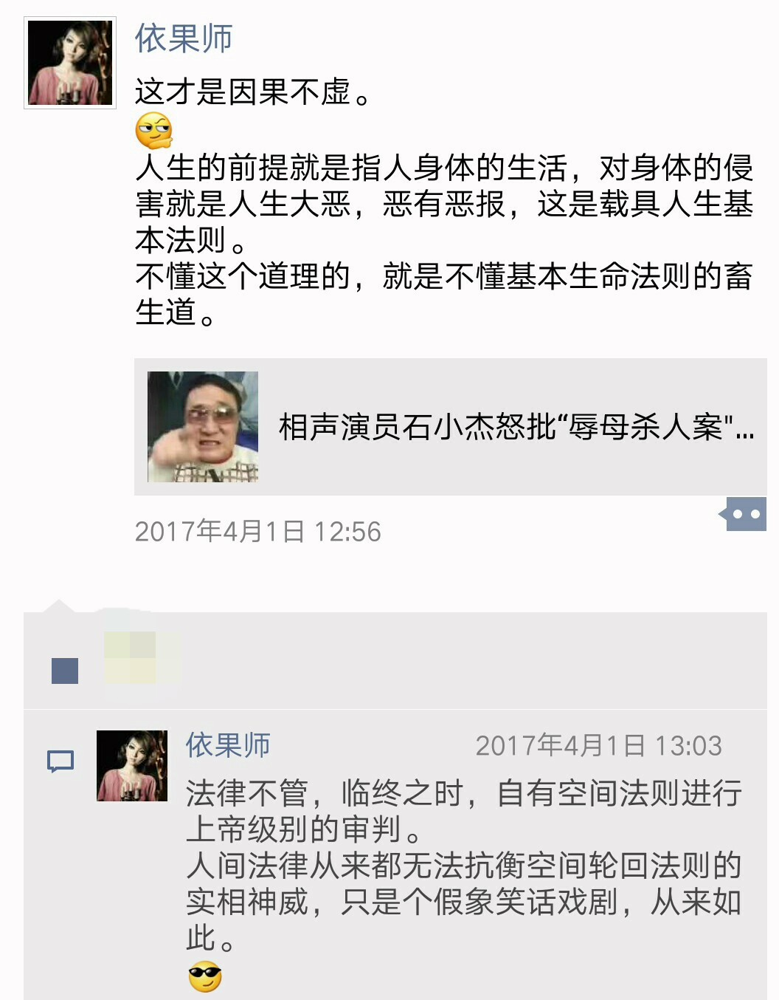 依果师
这才是因果不虚。
人生的前提就是指人身体的生活，对身体的侵
害就是人生大恶，恶有恶报，这是载具人生基
本法则。
不懂这个道理的，就是不懂基本生命法则的畜
生道。
相声演员石小杰怒批“辱母杀人案"...
2017年4月1日 12:56
依果师
2017年4月1日 13:03
法律不管，临终之时，自有空间法则进行
上帝级别的审判。
人间法律从来都无法抗衡空间轮回法则的
实相神威，只是个假象笑话戏剧，从来如
此。